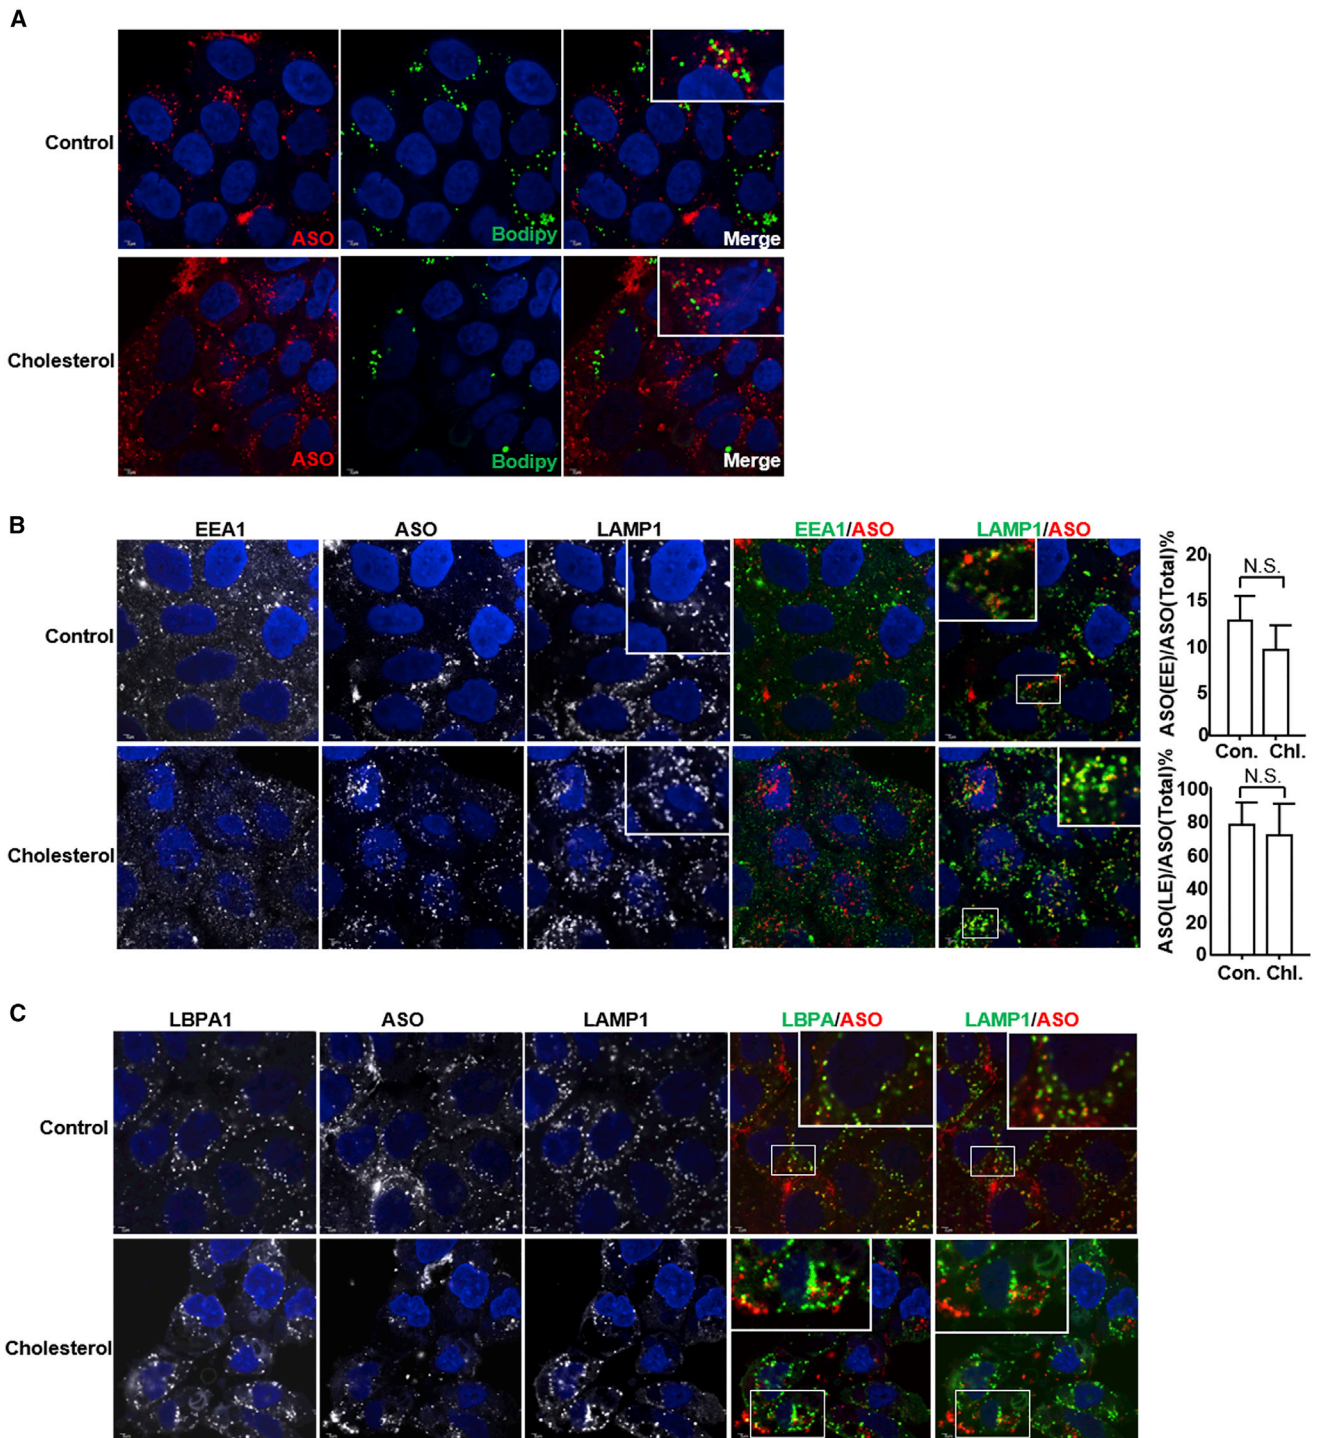 A
Control
ASO
Bodipy
Merge
Cholesterol
ASO
Bodipy
Merge
B
EEA1
ASO
LAMP1
EEA1/ASO
LAMP1/ASO
Control
Cholesterol
ASO(EE)/ASO(Total)%
20
15
10
5
0
N.S.
Con. Chl.
ASO(LE)/ASO(Total)%
100
80
60
40
20
0
N.S.
Con. Chl.
C
LBPA1
ASO
LAMP1
LBPA/ASO
LAMP1/ASO
Control
Cholesterol